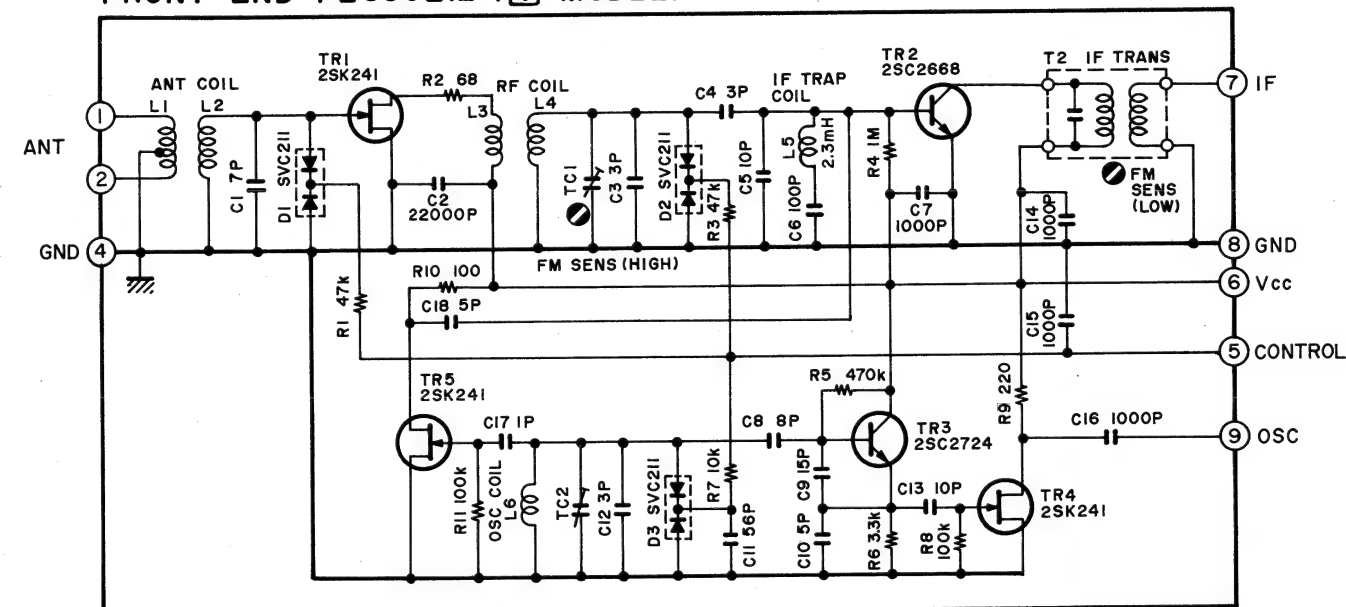 ANT
1
2
GND 4
ANT COIL
L1 L2
C1 7P
D1 SVC211
TR1
2SK241
R2 68
L3
C2
22000P
RF COIL
L4
TC1
C3 3P
FM SENS (HIGH)
D2 SVC211
C4 3P
R3 47k
C5 10P
IF TRAP
COIL
L5
2.3mH
C6 100P
R4 1M
TR2
2SC2668
C7
1000P
T2 IF TRANS
FM
SENS
(LOW)
C14
1000P
C15
1000P
7 IF
8 GND
6 Vcc
5 CONTROL
9 OSC
R1 47k
R10 100
C18 5P
TR5
2SK241
C17 1P
R11 100k
OSC COIL
L6
TC2
C12 3P
D3 SVC211
R7 10k
C11 56P
C8 8P
R5 470k
C9 15P
C10 5P
TR3
2SC2724
R6 3.3k
C13 10P
R8
100k
R9 220
TR4
2SK241
C16 1000P